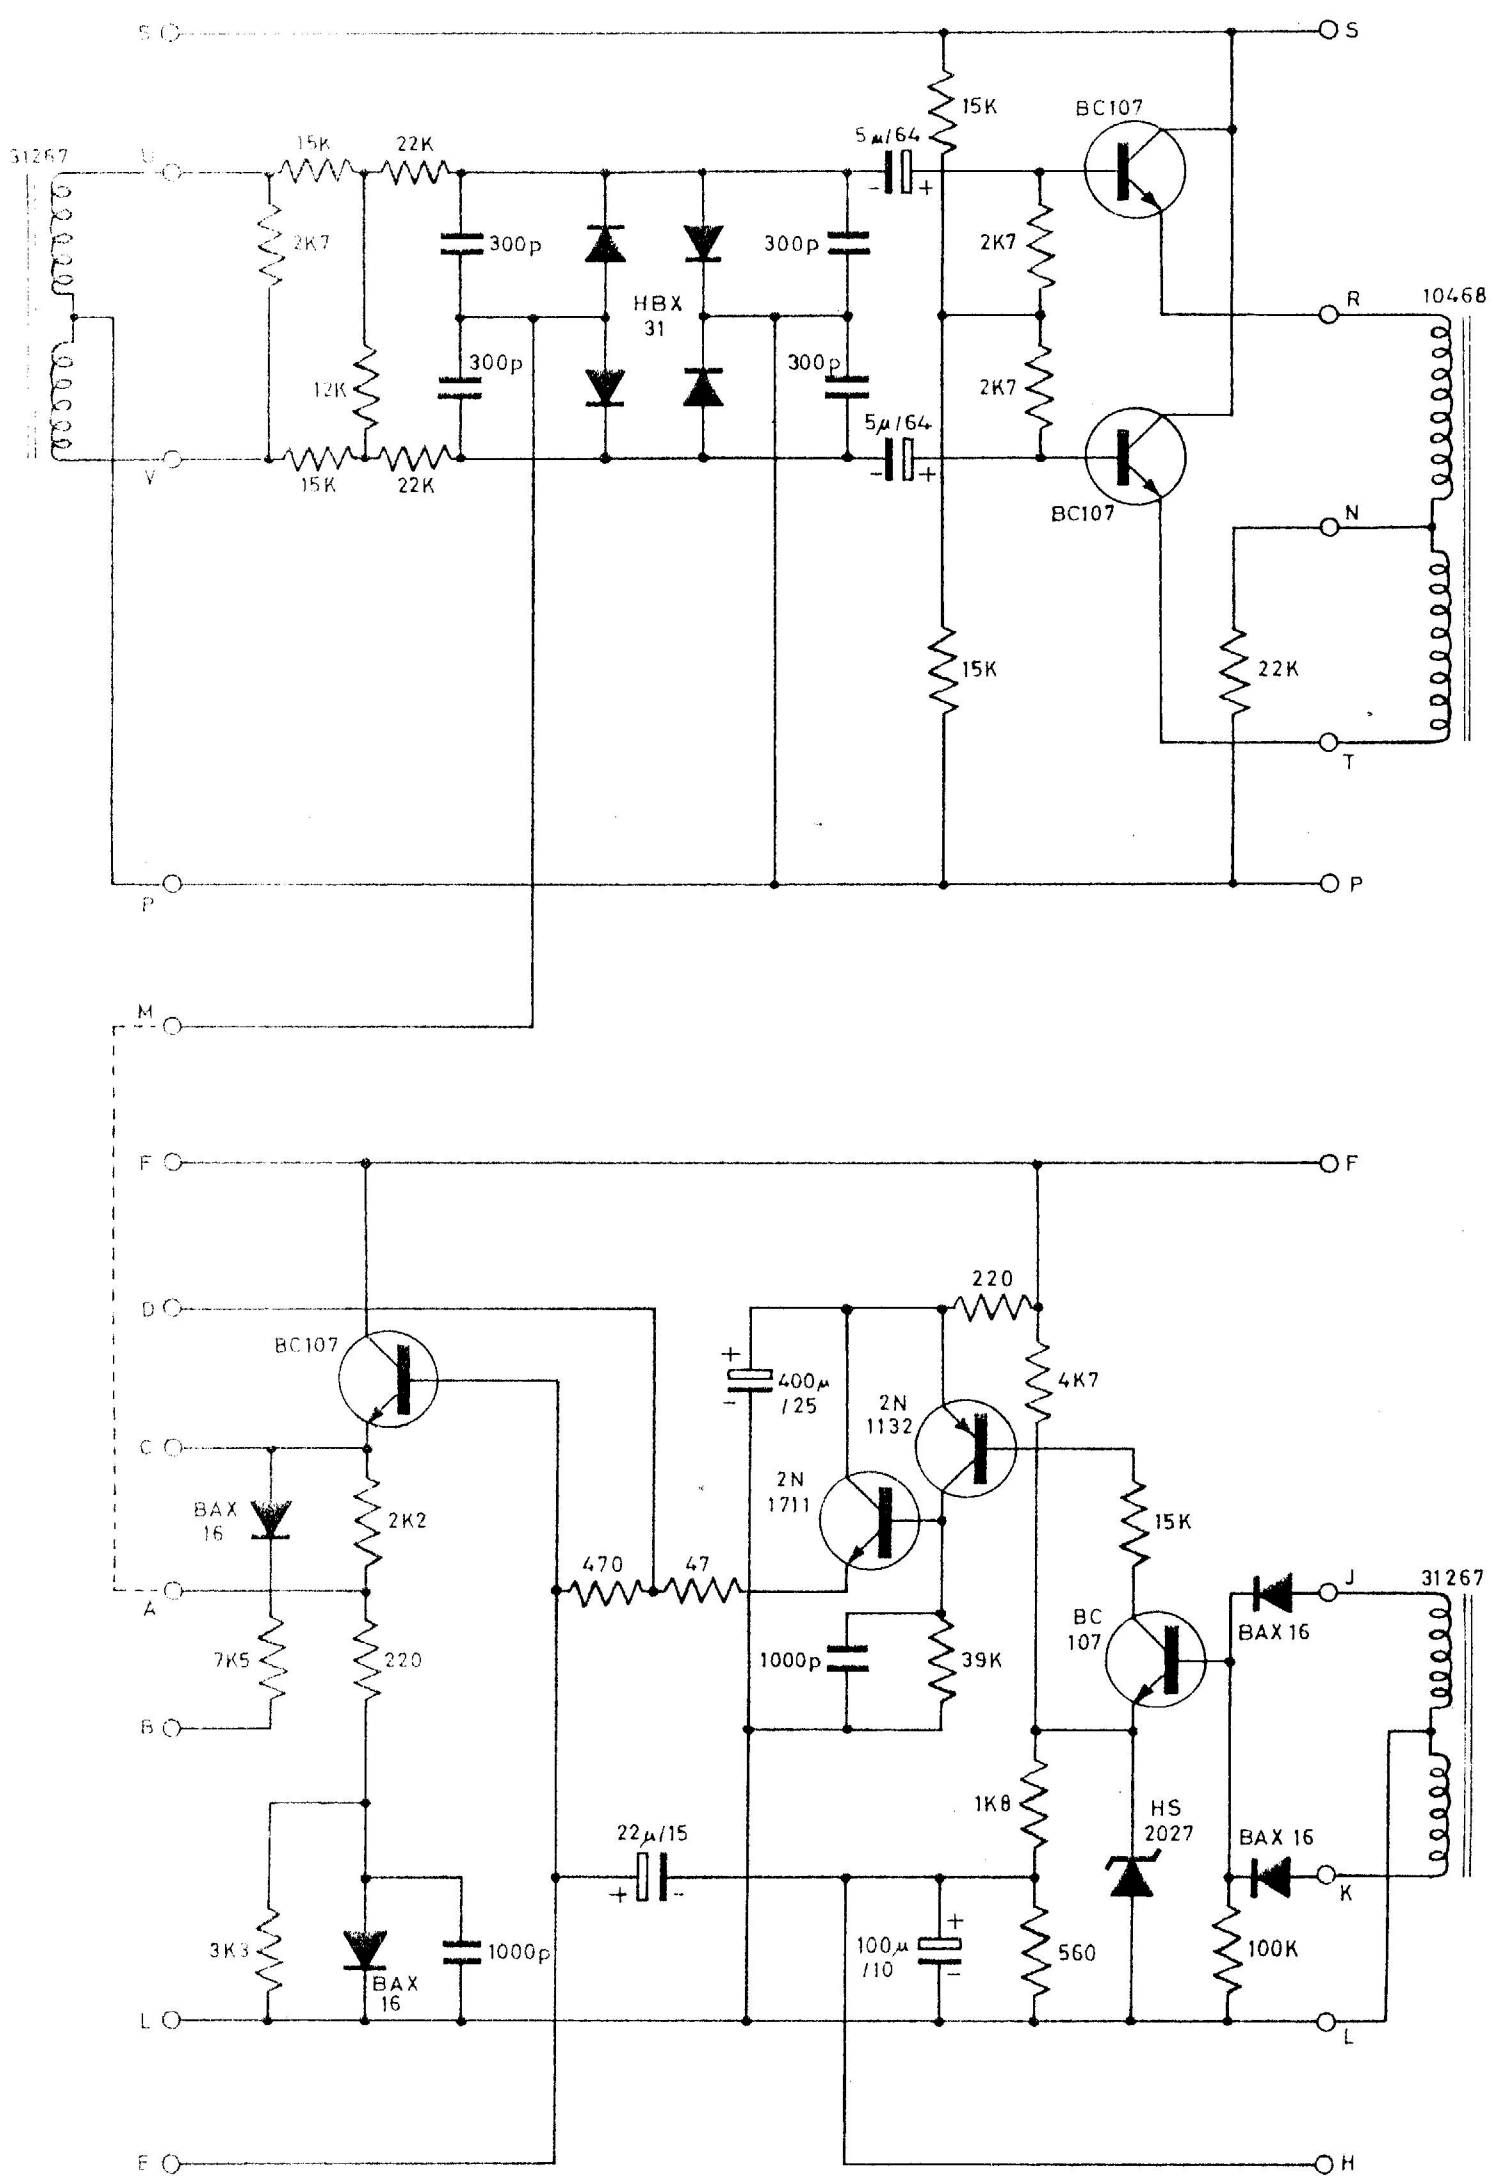 S
S
15K
BC107
5µ/64
31267
U
15K
22K
2K7
300p
300p
2K7
HBX
31
R
10468
300p
300p
12K
2K7
5µ/64
V
15K
22K
BC107
N
15K
22K
T
P
P
M
F
F
220
D
BC107
400µ
/25
4K7
2N
1132
C
2N
1711
BAX
16
2K2
15K
470
47
J
31267
A
BC
107
BAX 16
7K5
220
1000p
39K
B
1K8
HS
2027
22µ/15
BAX 16
K
3K3
1000p
100µ
/10
560
100K
BAX
16
L
L
E
H
+
-
+
-
+
-
+
-
+
-